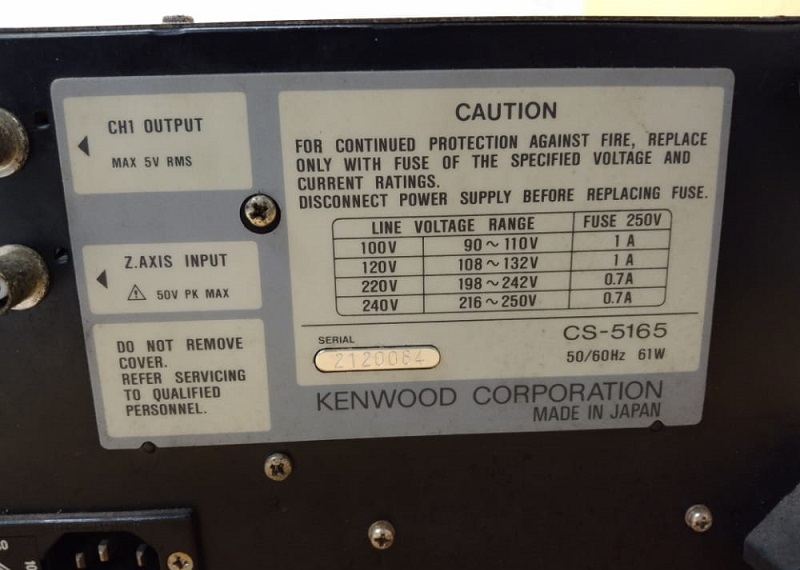 CH1 OUTPUT
MAX 5V RMS
Z.AXIS INPUT
50V PK MAX
DO NOT REMOVE
COVER.
REFER SERVICING
TO QUALIFIED
PERSONNEL.
CAUTION
FOR CONTINUED PROTECTION AGAINST FIRE, REPLACE
ONLY WITH FUSE OF THE SPECIFIED VOLTAGE AND
CURRENT RATINGS.
DISCONNECT POWER SUPPLY BEFORE REPLACING FUSE.
LINE VOLTAGE RANGE FUSE 250V
100V 90~110V 1 A
120V 108~132V 1 A
220V 198~242V 0.7A
240V 216~250V 0.7A
SERIAL
2120084
CS-5165
50/60Hz 61W
KENWOOD CORPORATION
MADE IN JAPAN